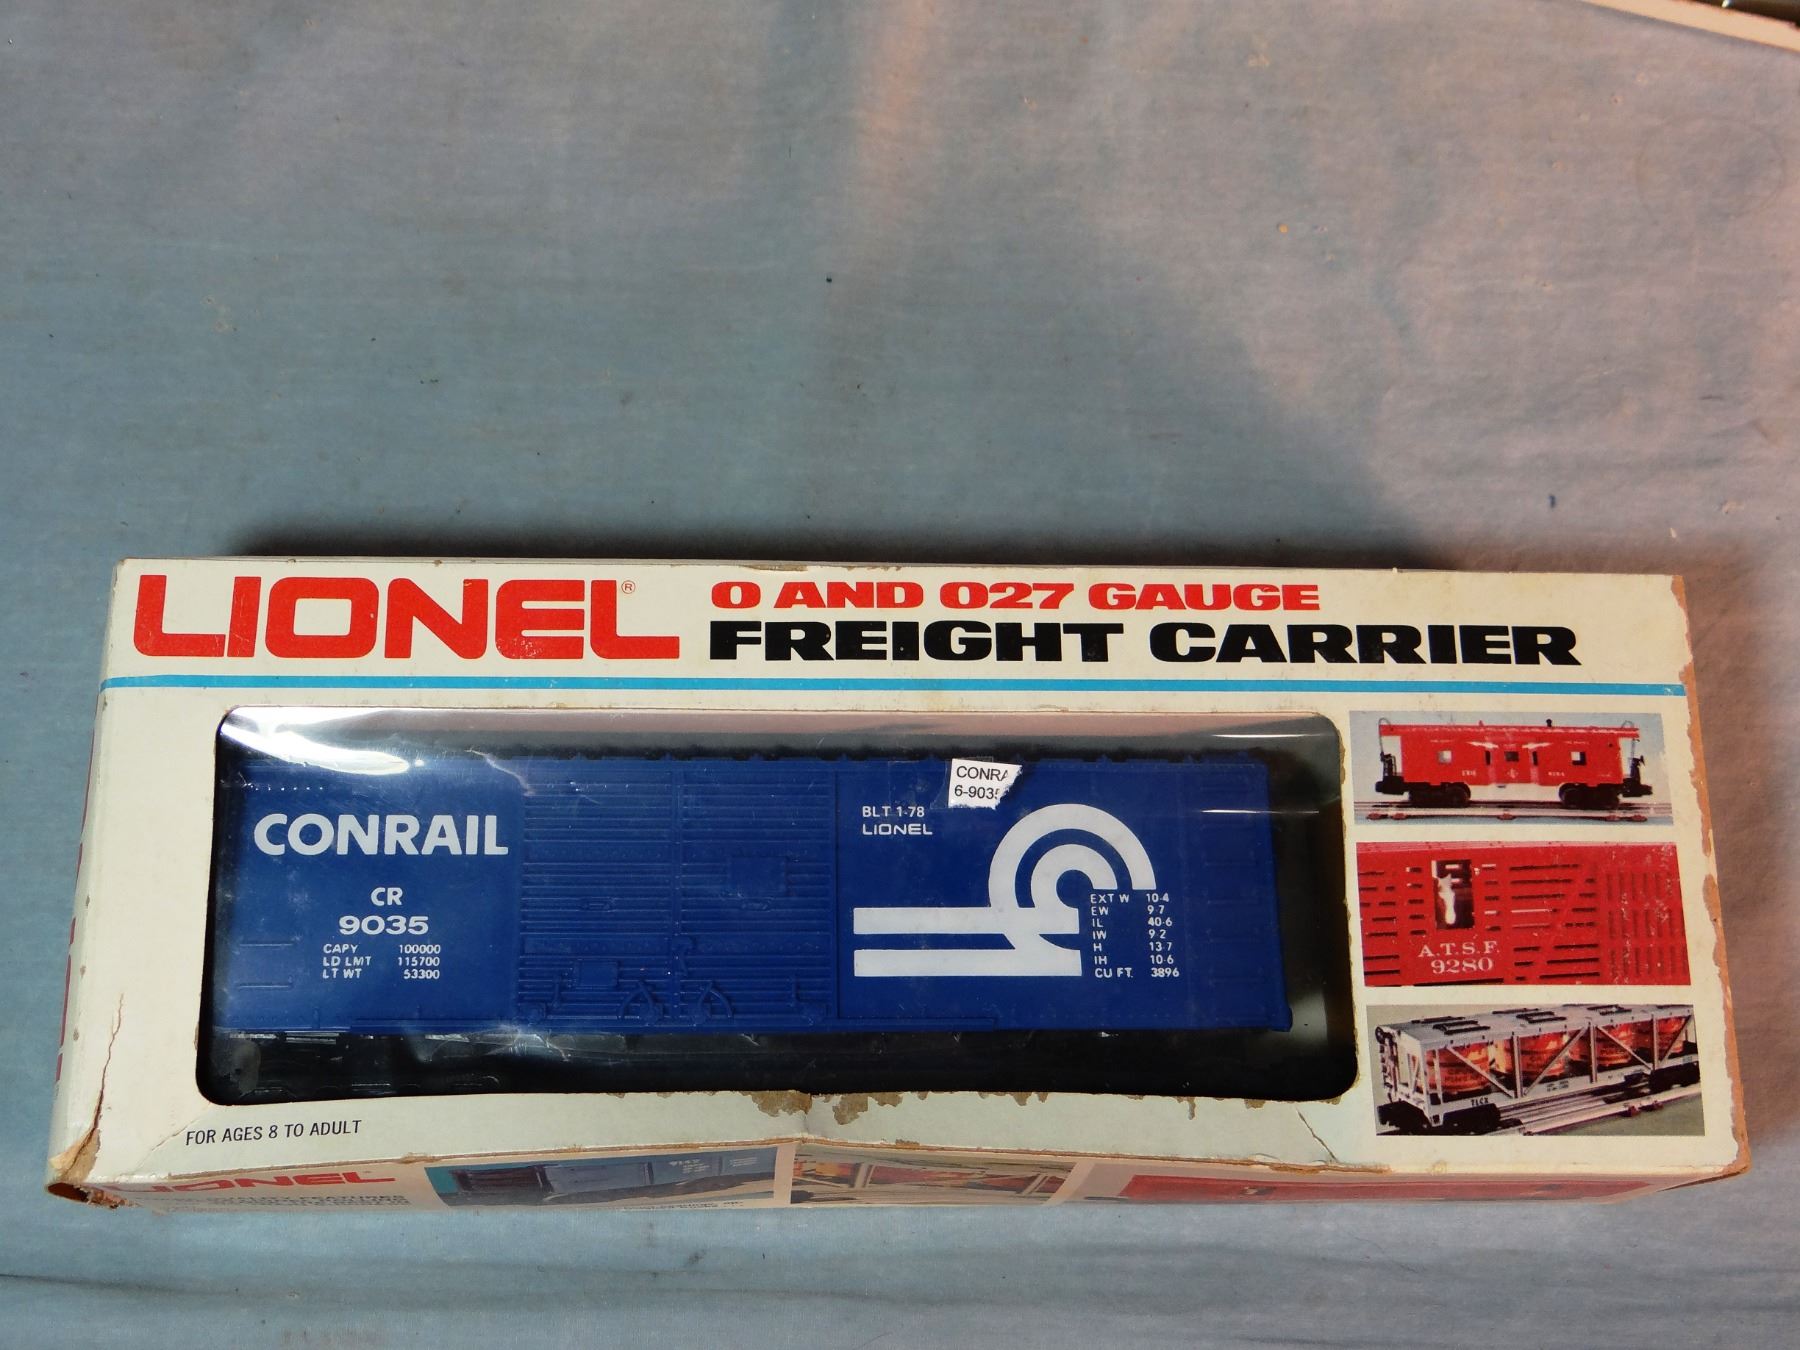 LIONEL®
O AND O27 GAUGE
FREIGHT CARRIER
CONRAIL
CR
9035
CAPY 100000
LD LMT 115700
LT WT 53300
BLT 1-78
LIONEL
CONRA
6-9035
EXT W 10-4
EW 9-7
IL 40-6
IW 9-2
H 13-7
IH 10-6
CU FT. 3896
A.T.S.F.
9280
TLCX
FOR AGES 8 TO ADULT
LIONEL